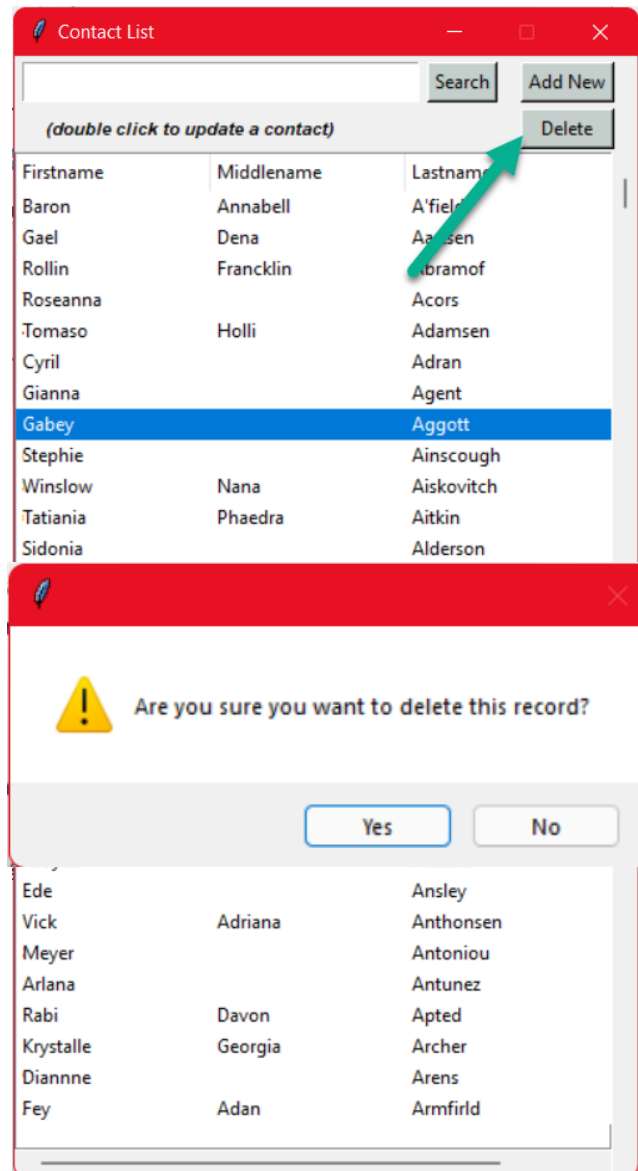 Contact List
Search Add New
(double click to update a contact) Delete
Firstname Middlename Lastname
Baron Annabell A'field
Gael Dena
Rollin Francklin Abramof
Roseanna Acors
Tomaso Holli Adamsen
Cyril Adran
Gianna Agent
Gabey Aggott
Stephie Ainscough
Winslow Nana Aiskovitch
Tatiania Phaedra Aitkin
Sidonia Alderson
Are you sure you want to delete this record?
Yes No
Ede Ansley
Vick Adriana Anthonsen
Meyer Antoniou
Arlana Antunez
Rabi Davon Apted
Krystalle Georgia Archer
Diannne Arens
Fey Adan Armfirld